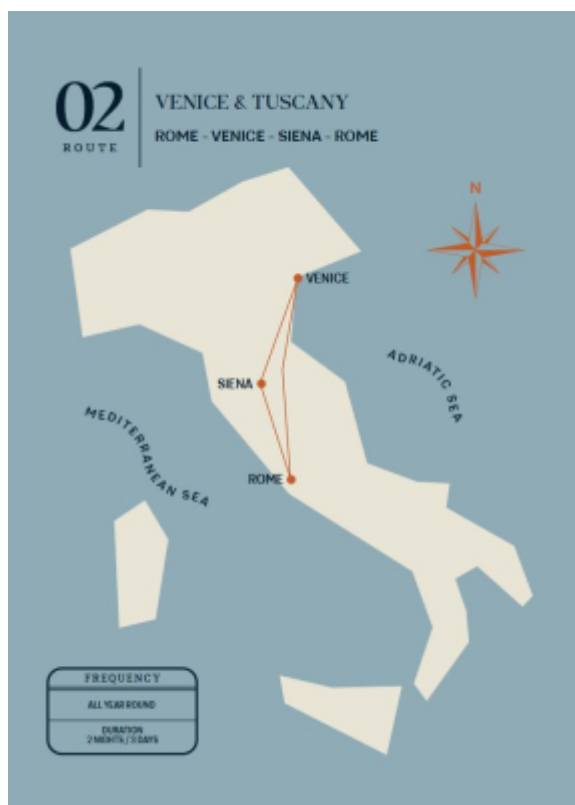 02
ROUTE
VENICE & TUSCANY
ROME - VENICE - SIENA - ROME
N
VENICE
ADRIATIC SEA
SIENA
MEDITERRANEAN SEA
ROME
FREQUENCY
ALL YEAR ROUND
DURATION
2 NIGHTS / 3 DAYS